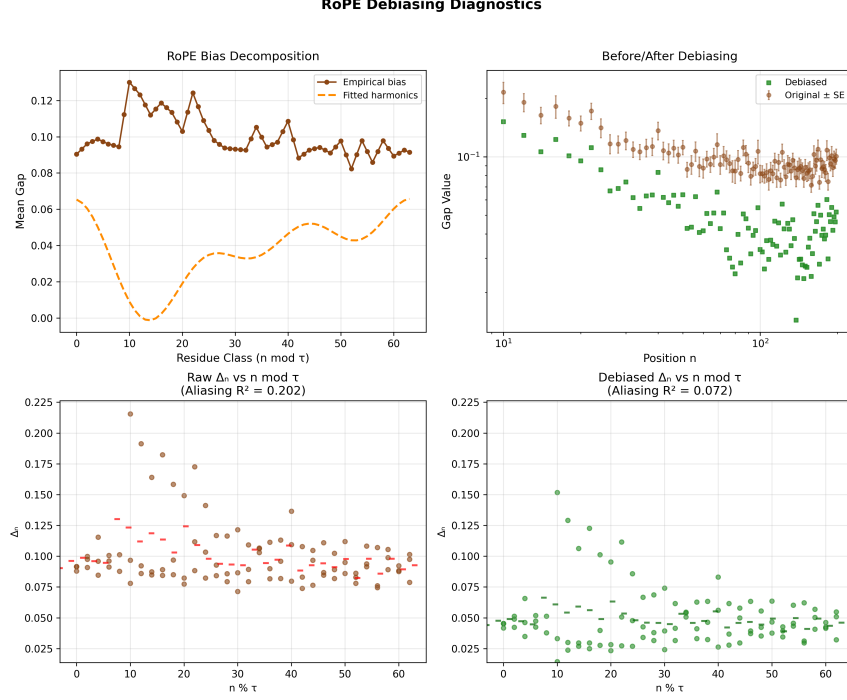 RoPE Debiasing Diagnostics
RoPE Bias Decomposition
Mean Gap
0.12
0.10
0.08
0.06
0.04
0.02
0.00
Empirical bias
Fitted harmonics
0 10 20 30 40 50 60
Residue Class (n mod τ)
Before/After Debiasing
Gap Value
10⁻¹
Debiased
Original ± SE
10¹ 10²
Position n
Raw Δₙ vs n mod τ
(Aliasing R² = 0.202)
Δₙ
0.225
0.200
0.175
0.150
0.125
0.100
0.075
0.050
0.025
0 10 20 30 40 50 60
n % τ
Debiased Δₙ vs n mod τ
(Aliasing R² = 0.072)
Δₙ
0.225
0.200
0.175
0.150
0.125
0.100
0.075
0.050
0.025
0 10 20 30 40 50 60
n % τ